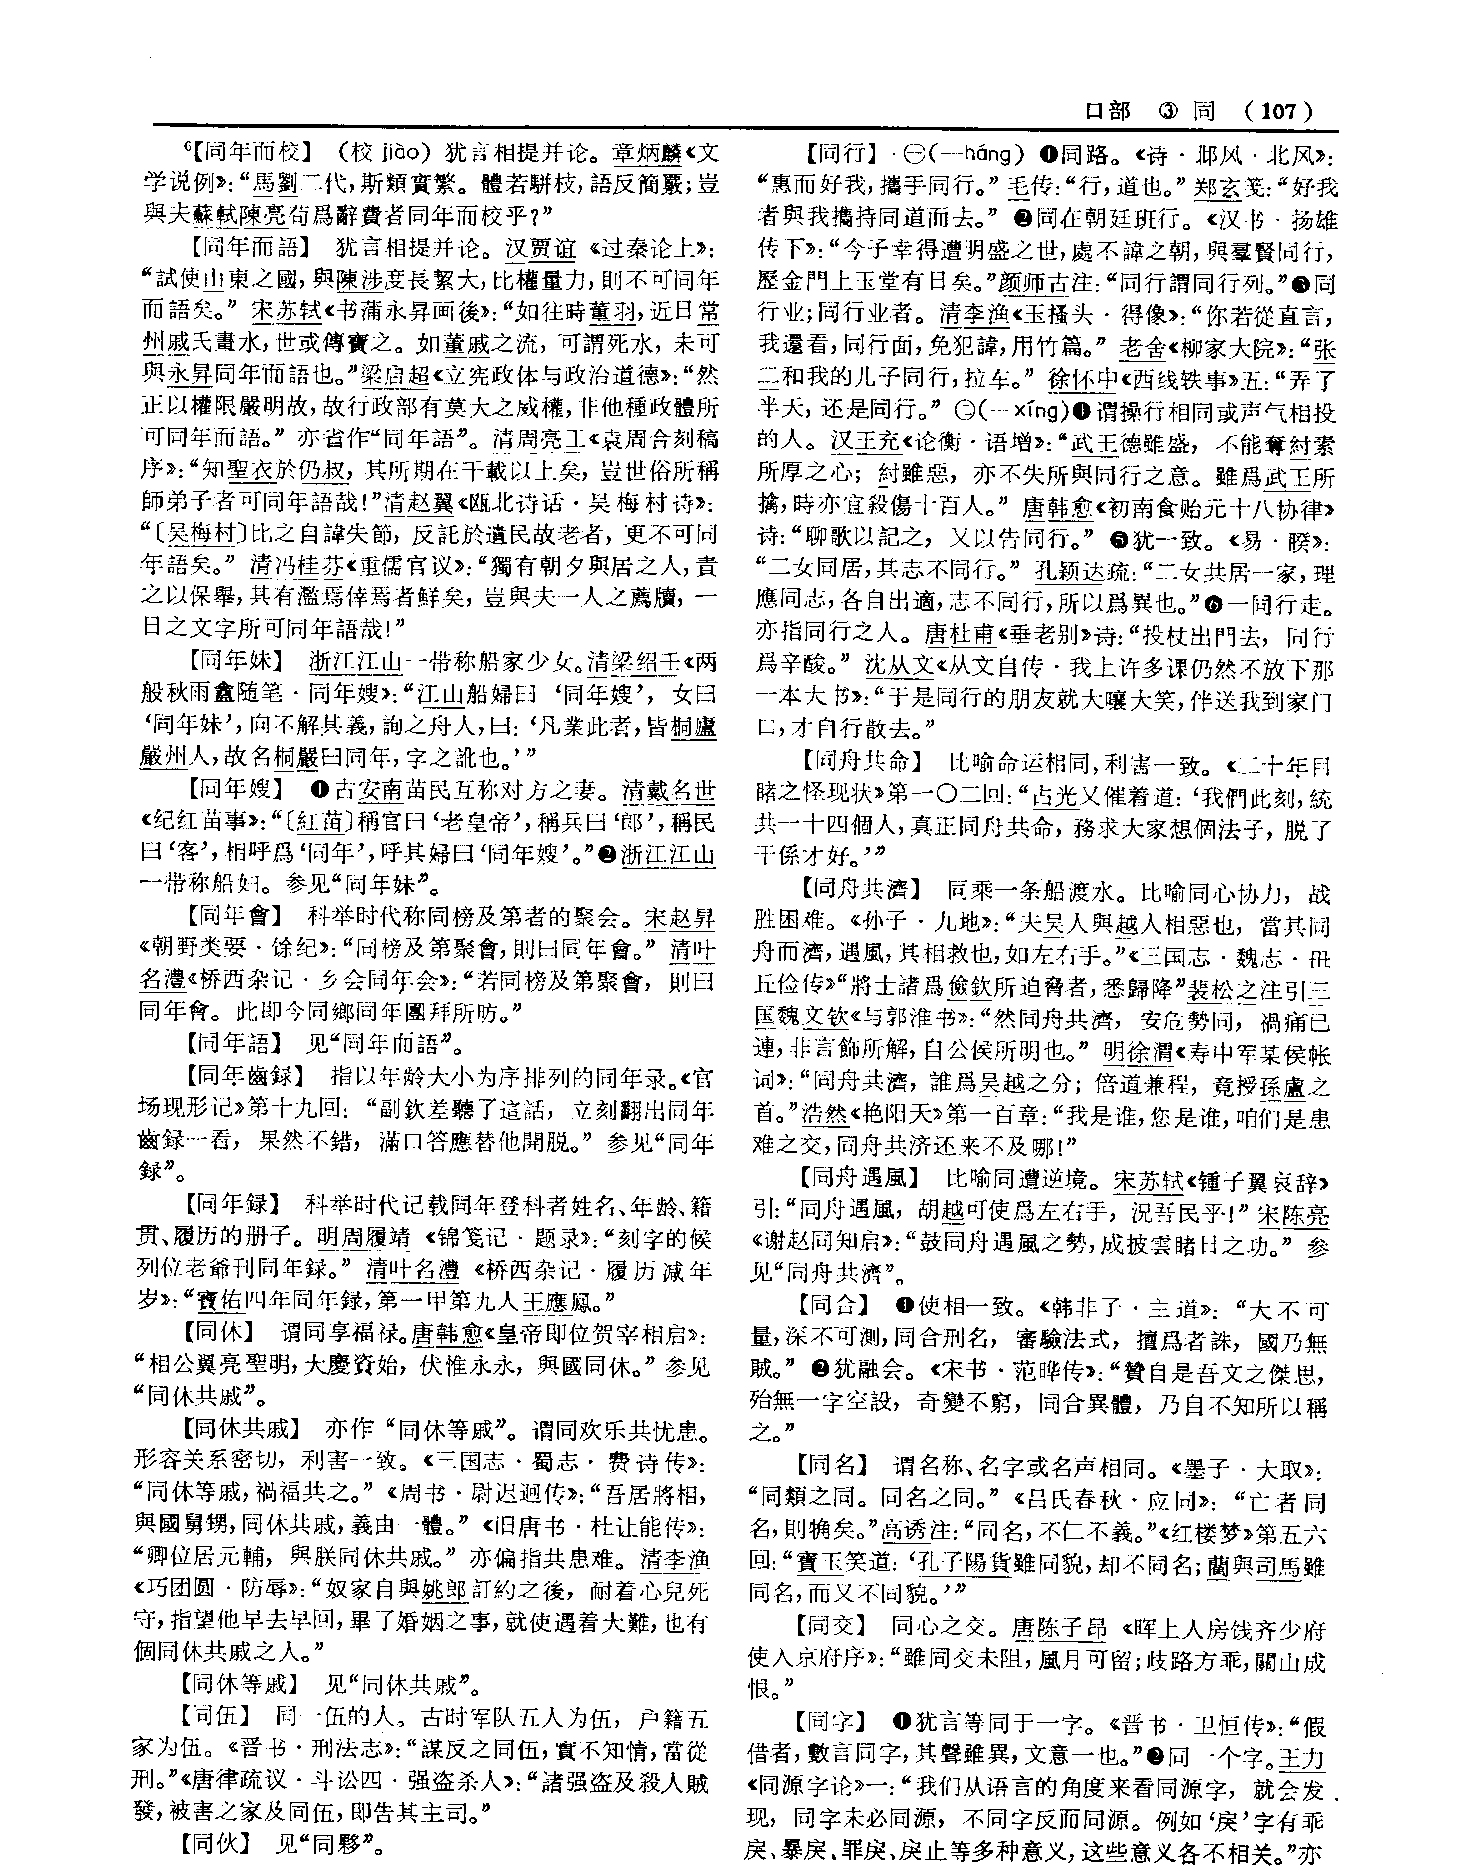 口部 ③ 同 （107）
【同年而校】（校 jiào）犹言相提并论。章炳麟《文
学说例》：“馬劉二代，斯類寔繁。體若駢枝，語反簡嚴；豈
與夫蘇軾陳亮苟爲辭費者同年而校乎？”
【同年而語】 犹言相提并论。汉贾谊《过秦论上》：
“試使山東之國，與陳涉度長絜大，比權量力，則不可同年
而語矣。” 宋苏轼《书蒲永昇画後》：“如往時董羽，近日常
州戚氏畫水，世或傳寶之。如董戚之流，可謂死水，未可
與永昇同年而語也。”梁启超《立宪政体与政治道德》：“然
正以權限嚴明故，故行政部有莫大之威權，非他種政體所
可同年而語。” 亦省作“同年語”。清周亮工《袁周合刻稿
序》：“知聖衣於仍叔，其所期在千載以上矣，豈世俗所稱
師弟子者可同年語哉！”清赵翼《瓯北诗话·吴梅村诗》：
“〔吴梅村〕比之自諱失節，反託於遺民故老者，更不可同
年語矣。” 清冯桂芬《重儒官议》：“獨有朝夕與居之人，責
之以保舉，其有濫焉倖焉者鮮矣，豈與夫一人之薦牘，一
日之文字所可同年語哉！”
【同年妹】 浙江江山一带称船家少女。清梁绍壬《两
般秋雨盦随笔·同年嫂》：“江山船婦曰 ‘同年嫂’，女曰
‘同年妹’，向不解其義，詢之舟人，曰：‘凡業此者，皆桐廬
嚴州人，故名桐嚴曰同年，字之訛也。’”
【同年嫂】 ❶古安南苗民互称对方之妻。清戴名世
《纪红苗事》：“〔紅苗〕稱官曰‘老皇帝’，稱兵曰‘郎’，稱民
曰‘客’，相呼爲‘同年’，呼其婦曰‘同年嫂’。”❷浙江江山
一带称船妇。参见“同年妹”。
【同年會】 科举时代称同榜及第者的聚会。宋赵昇
《朝野类要·馀纪》：“同榜及第聚會，則曰同年會。” 清叶
名澧《桥西杂记·乡会同年会》：“若同榜及第聚會，則曰
同年會。此即今同鄉同年團拜所昉。”
【同年語】 见“同年而語”。
【同年齒録】 指以年龄大小为序排列的同年录。《官
场现形记》第十九回：“副欽差聽了這話，立刻翻出同年
齒録一看，果然不錯，滿口答應替他開脱。” 参见“同年
録”。
【同年録】 科举时代记载同年登科者姓名、年龄、籍
贯、履历的册子。明周履靖《锦笺记·题录》：“刻字的候
列位老爺刊同年録。” 清叶名澧《桥西杂记·履历减年
岁》：“寶佑四年同年録，第一甲第九人王應鳳。”
【同休】 谓同享福禄。唐韩愈《皇帝即位贺宰相启》：
“相公翼亮聖明，大慶資始，伏惟永永，與國同休。”参见
“同休共戚”。
【同休共戚】 亦作“同休等戚”。谓同欢乐共忧患。
形容关系密切，利害一致。《三国志·蜀志·费诗传》：
“同休等戚，禍福共之。”《周书·尉迟迥传》：“吾居將相，
與國舅甥，同休共戚，義由一體。”《旧唐书·杜让能传》：
“卿位居元輔，與朕同休共戚。” 亦偏指共患难。清李渔
《巧团圆·防辱》：“奴家自與姚郎訂約之後，耐着心兒死
守，指望他早去早回，畢了婚姻之事，就使遇着大難，也有
個同休共戚之人。”
【同休等戚】 见“同休共戚”。
【同伍】 同一伍的人。古时军队五人为伍，户籍五
家为伍。《晋书·刑法志》：“謀反之同伍，實不知情，當從
刑。”《唐律疏议·斗讼四·强盗杀人》：“諸强盗及殺人賊
發，被害之家及同伍，即告其主司。”
【同伙】 见“同夥”。
【同行】·㊀(—háng) ❶同路。《诗·邶风·北风》：
“惠而好我，攜手同行。”毛传：“行，道也。”郑玄笺：“好我
者與我攜持同道而去。” ❷同在朝廷班行。《汉书·扬雄
传下》：“今子幸得遭明盛之世，處不諱之朝，與羣賢同行，
歷金門上玉堂有日矣。”颜师古注：“同行謂同行列。”❸同
行业；同行业者。清李渔《玉搔头·得像》：“你若從直言，
我還看，同行面，免犯諱，用竹篇。” 老舍《柳家大院》：“张
二和我的儿子同行，拉车。” 徐怀中《西线轶事》五：“弄了
半天，还是同行。” ㊁(—xíng)❶谓操行相同或声气相投
的人。汉王充《论衡·语增》：“武王德雖盛，不能奪紂素
所厚之心；紂雖惡，亦不失所與同行之意。雖爲武王所
擒，時亦宜殺傷十百人。” 唐韩愈《初南食贻元十八协律》
诗：“聊歌以記之，又以告同行。” ❺犹一致。《易·睽》：
“二女同居，其志不同行。”孔颖达疏：“二女共居一家，理
應同志，各自出適，志不同行，所以爲異也。”❻一同行走。
亦指同行之人。唐杜甫《垂老别》诗：“投杖出門去，同行
爲辛酸。” 沈从文《从文自传·我上许多课仍然不放下那
一本大书》：“于是同行的朋友就大嚷大笑，伴送我到家门
口，才自行散去。”
【同舟共命】 比喻命运相同，利害一致。《二十年目
睹之怪现状》第一〇二回：“占光又催着道：‘我們此刻，統
共一十四個人，真正同舟共命，務求大家想個法子，脱了
干係才好。’”
【同舟共濟】 同乘一条船渡水。比喻同心协力，战
胜困难。《孙子·九地》：“夫吴人與越人相惡也，當其同
舟而濟，遇風，其相救也，如左右手。”《三国志·魏志·毌
丘俭传》“將士諸爲儉欽所迫脅者，悉歸降”裴松之注引三
国魏文钦《与郭淮书》：“然同舟共濟，安危勢同，禍痛已
連，非言飾所解，自公侯所明也。” 明徐渭《寿中军某侯帐
词》：“同舟共濟，誰爲吴越之分；倍道兼程，竟授孫盧之
首。”浩然《艳阳天》第一百章：“我是谁，您是谁，咱们是患
难之交，同舟共济还来不及哪！”
【同舟遇風】 比喻同遭逆境。宋苏轼《锺子翼哀辞》
引：“同舟遇風，胡越可使爲左右手，況吾民乎！”宋陈亮
《谢赵同知启》：“鼓同舟遇風之勢，成披雲睹日之功。” 参
见“同舟共濟”。
【同合】 ❶使相一致。《韩非子·主道》：“大不可
量，深不可測，同合刑名，審驗法式，擅爲者誅，國乃無
賊。” ❷犹融会。《宋书·范晔传》：“贊自是吾文之傑思，
殆無一字空設，奇變不窮，同合異體，乃自不知所以稱
之。”
【同名】 谓名称、名字或名声相同。《墨子·大取》：
“同類之同。同名之同。”《吕氏春秋·应同》：“亡者同
名，則觕矣。”高诱注：“同名，不仁不義。”《红楼梦》第五六
回：“寶玉笑道：‘孔子陽貨雖同貌，却不同名；藺與司馬雖
同名，而又不同貌。’”
【同交】 同心之交。唐陈子昂《晖上人房饯齐少府
使入京府序》：“雖同交未阻，風月可留；歧路方乖，關山成
恨。”
【同字】 ❶犹言等同于一字。《晋书·卫恒传》：“假
借者，數言同字，其聲雖異，文意一也。”❷同一个字。王力
《同源字论》一：“我们从语言的角度来看同源字，就会发
现，同字未必同源，不同字反而同源。例如‘戾’字有乖
戾、暴戾、罪戾、戾止等多种意义，这些意义各不相关。”亦